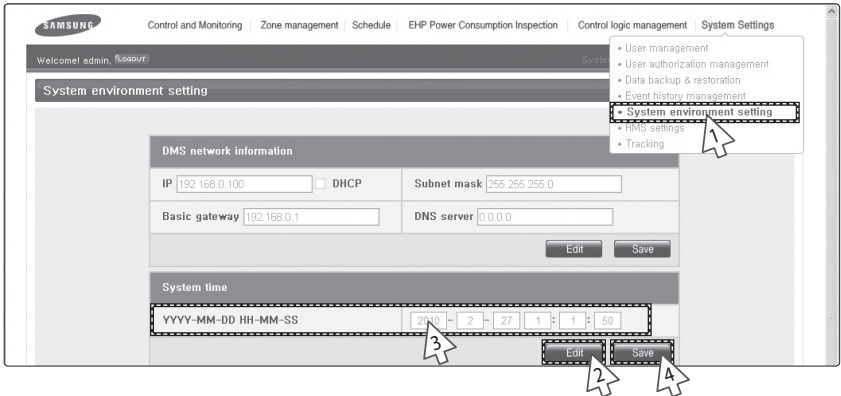 SAMSUNG
Control and Monitoring | Zone management | Schedule | EHP Power Consumption Inspection | Control logic management | System Settings
Welcome! admin, LOGOUT
• User management
• User authorization management
• Data backup & restoration
• Event history management
• System environment setting
• RMS settings
• Tracking
1
System environment setting
DMS network information
IP 192.168.0.100 DHCP Subnet mask 255.255.255.0
Basic gateway 192.168.0.1 DNS server 0.0.0.0
Edit Save
System time
YYYY-MM-DD HH-MM-SS 2010 - 2 - 27 1 : 1 : 50
3
Edit Save
2 4